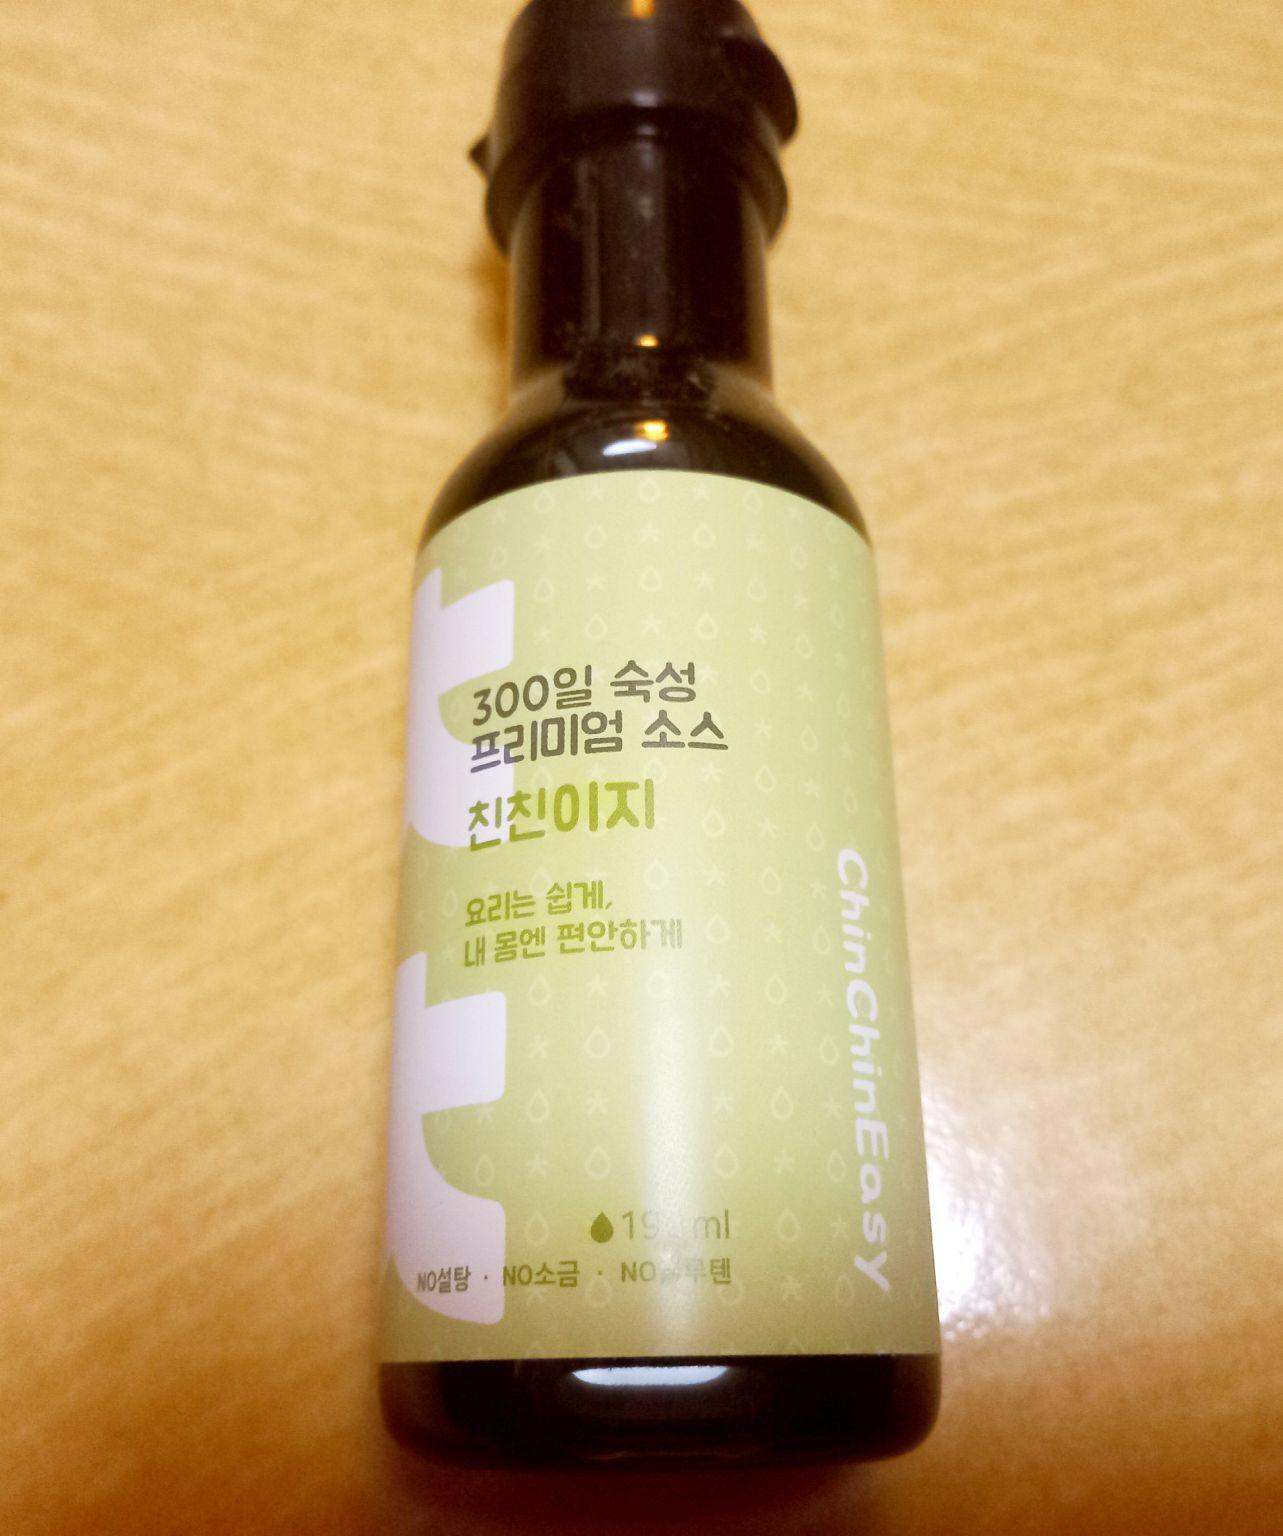 300일 숙성
프리미엄 소스
친친이지
요리는 쉽게,
내 몸엔 편안하게
ChinChinEasy
NO설탕 · NO소금 ·